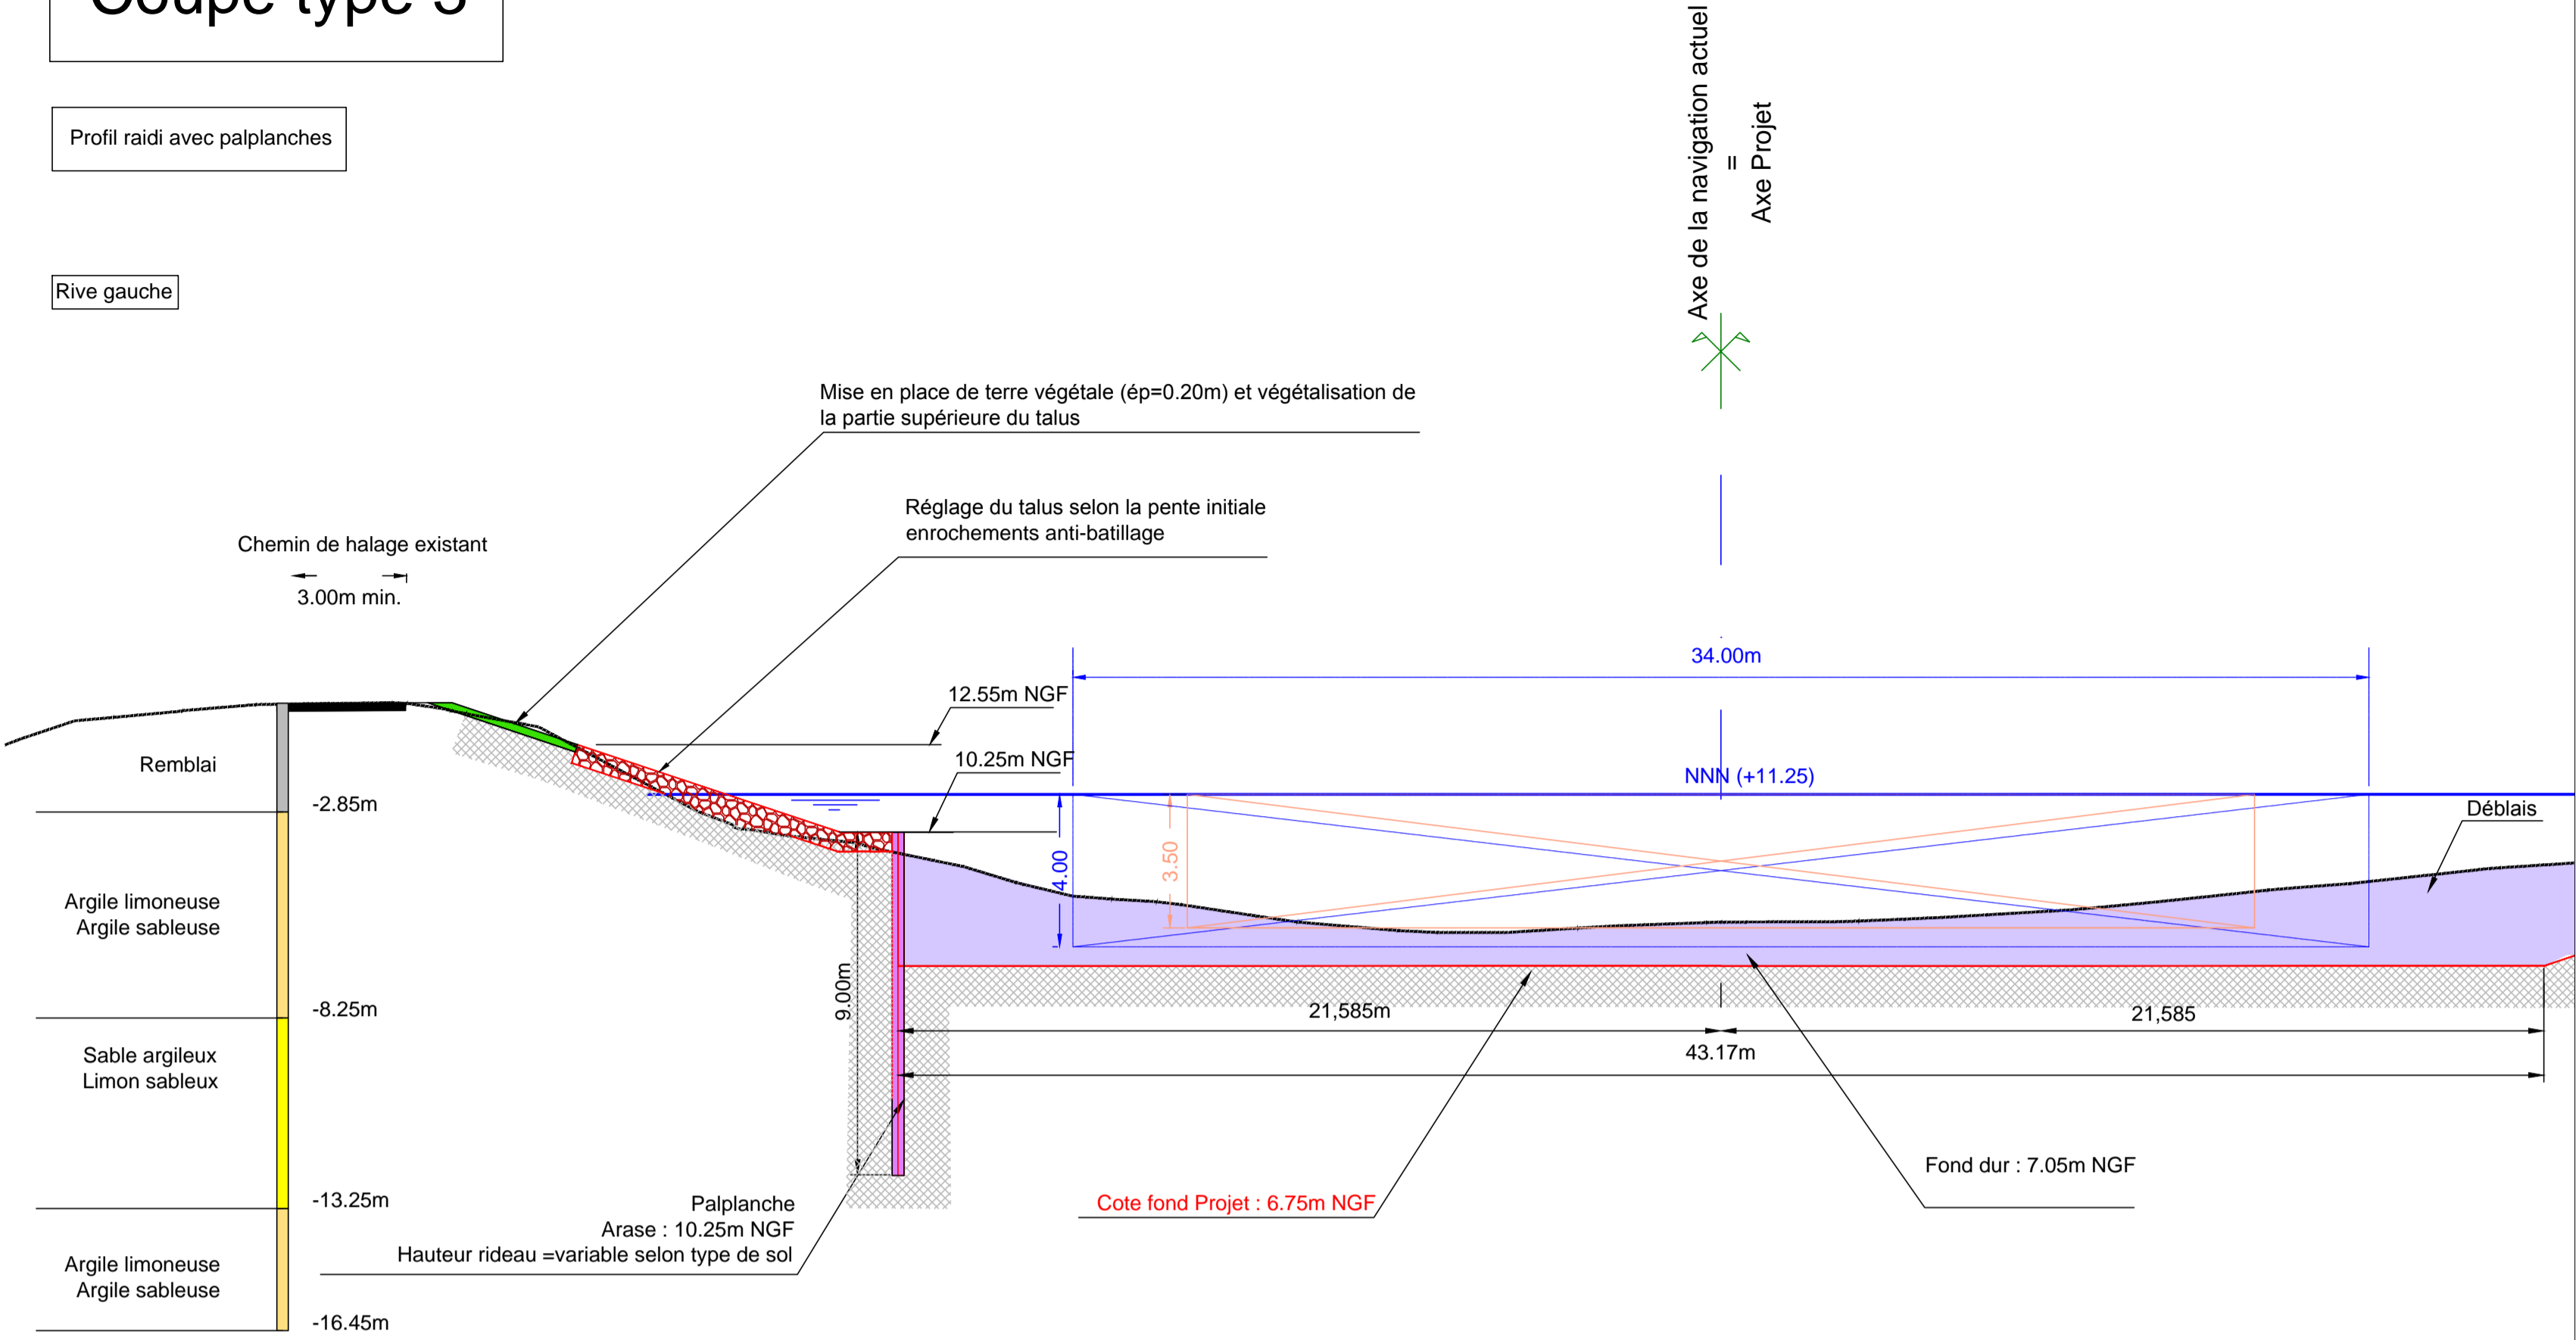 Coupe type 3
Profil raidi avec palplanches
Rive gauche
Axe de la navigation actuel
=
Axe Projet
Mise en place de terre végétale (ép=0.20m) et végétalisation de
la partie supérieure du talus
Réglage du talus selon la pente initiale
enrochements anti-batillage
Chemin de halage existant
3.00m min.
34.00m
12.55m NGF
10.25m NGF
NNN (+11.25)
Déblais
4.00
3.50
Remblai
-2.85m
Argile limoneuse
Argile sableuse
-8.25m
Sable argileux
Limon sableux
-13.25m
Argile limoneuse
Argile sableuse
-16.45m
9.00m
21,585m
21,585
43.17m
Palplanche
Arase : 10.25m NGF
Hauteur rideau =variable selon type de sol
Cote fond Projet : 6.75m NGF
Fond dur : 7.05m NGF